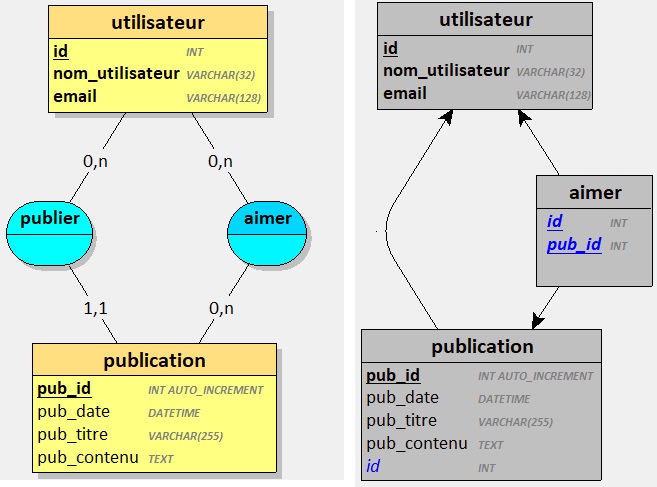 utilisateur
id INT
nom_utilisateur VARCHAR(32)
email VARCHAR(128)
0,n 0,n
publier aimer
1,1 0,n
publication
pub_id INT AUTO_INCREMENT
pub_date DATETIME
pub_titre VARCHAR(255)
pub_contenu TEXT
utilisateur
id INT
nom_utilisateur VARCHAR(32)
email VARCHAR(128)
aimer
id INT
pub_id INT
publication
pub_id INT AUTO_INCREMENT
pub_date DATETIME
pub_titre VARCHAR(255)
pub_contenu TEXT
id INT